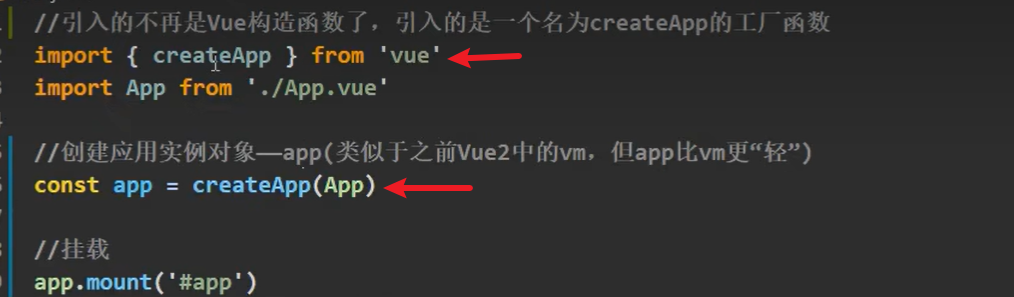 //引入的不再是Vue构造函数了，引入的是一个名为createApp的工厂函数
import { createApp } from 'vue'
import App from './App.vue'
//创建应用实例对象——app(类似于之前Vue2中的vm，但app比vm更“轻”)
const app = createApp(App)
//挂载
app.mount('#app')